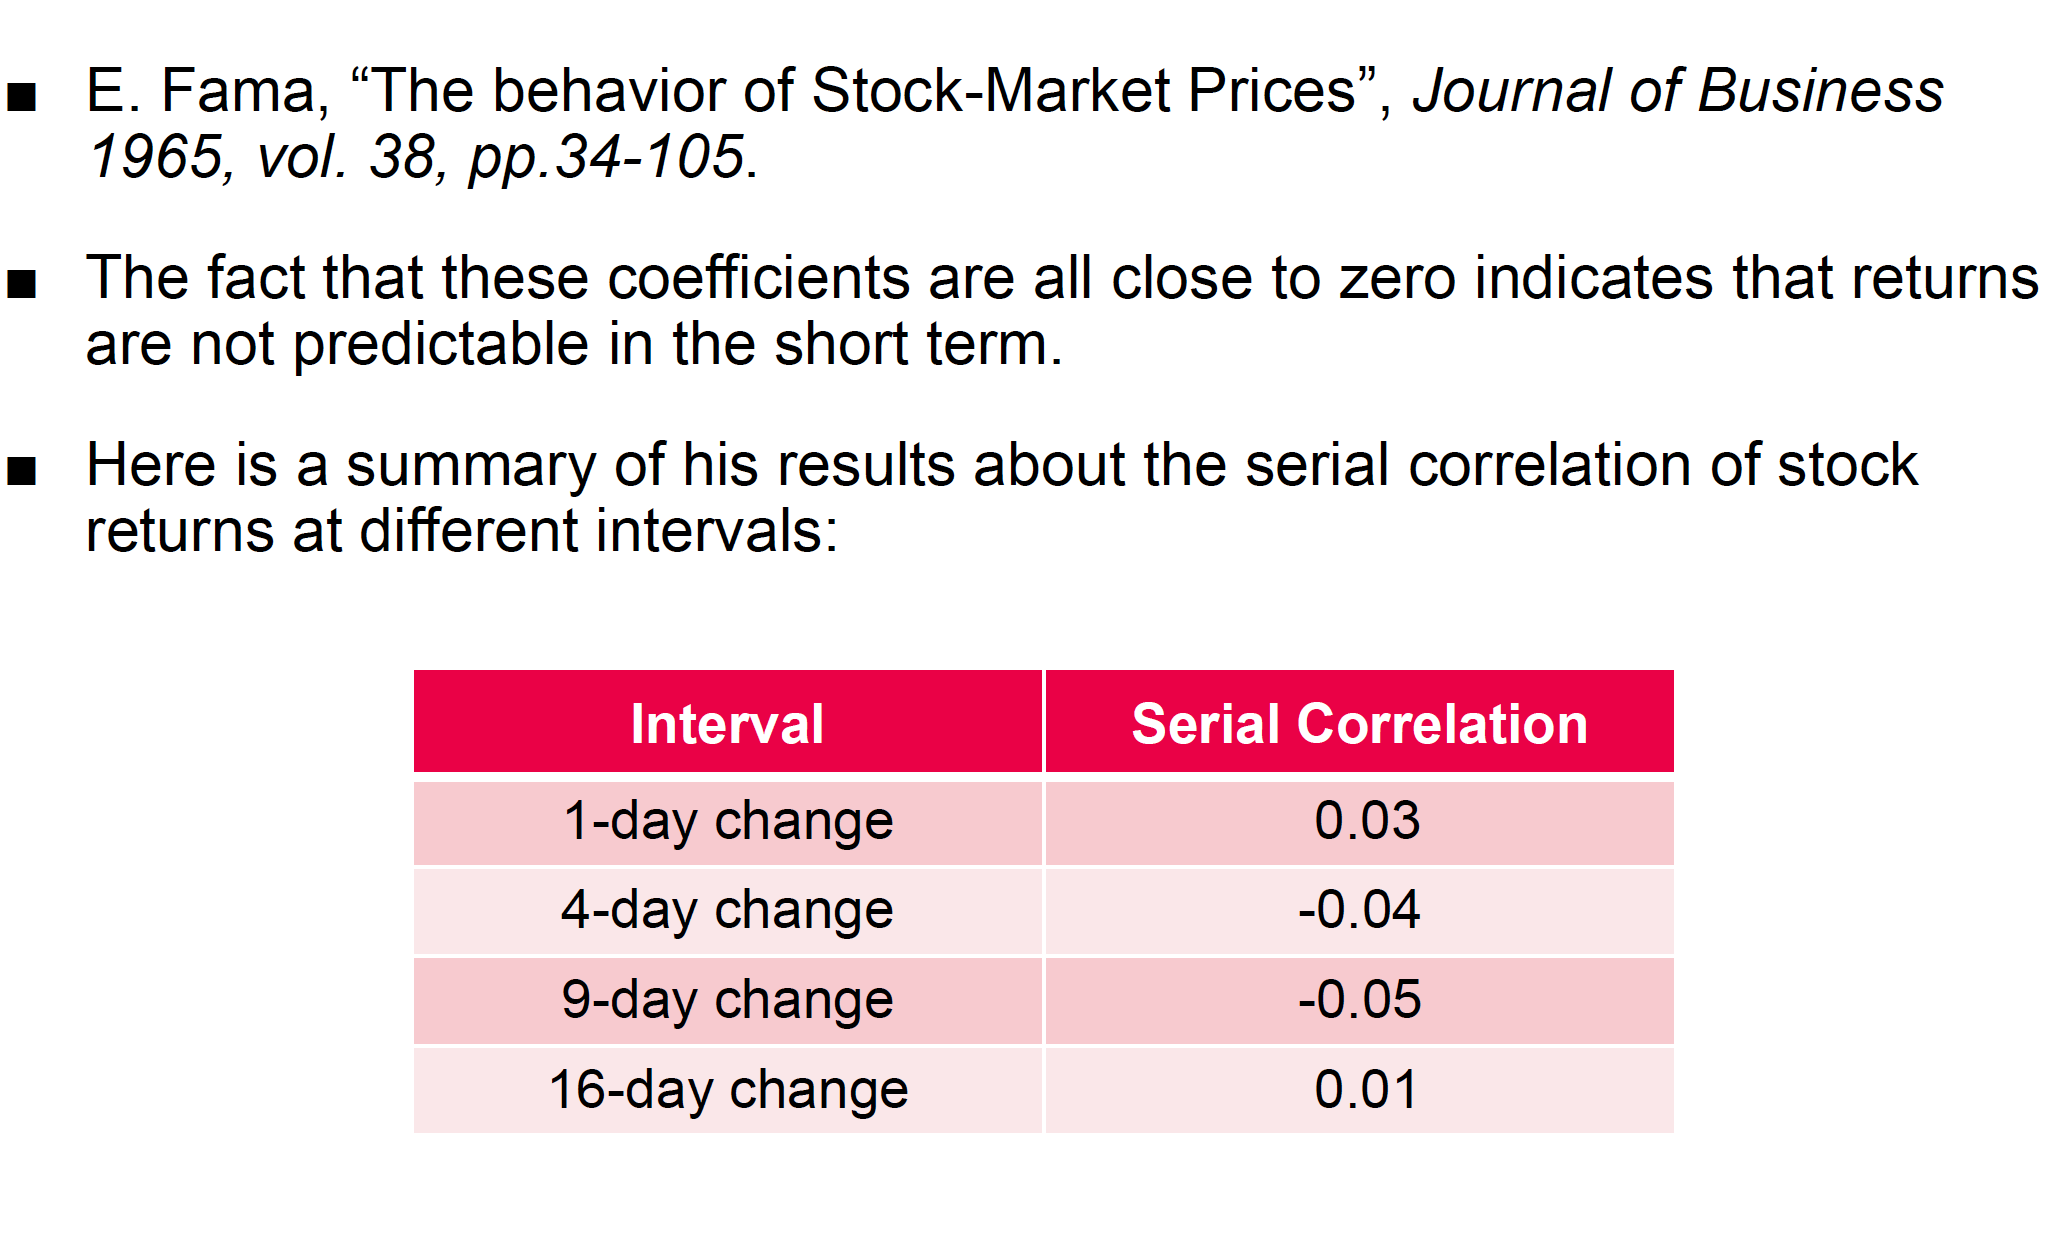 ■ E. Fama, “The behavior of Stock-Market Prices”, Journal of Business
1965, vol. 38, pp.34-105.
■ The fact that these coefficients are all close to zero indicates that returns
are not predictable in the short term.
■ Here is a summary of his results about the serial correlation of stock
returns at different intervals:
Interval Serial Correlation
1-day change 0.03
4-day change -0.04
9-day change -0.05
16-day change 0.01